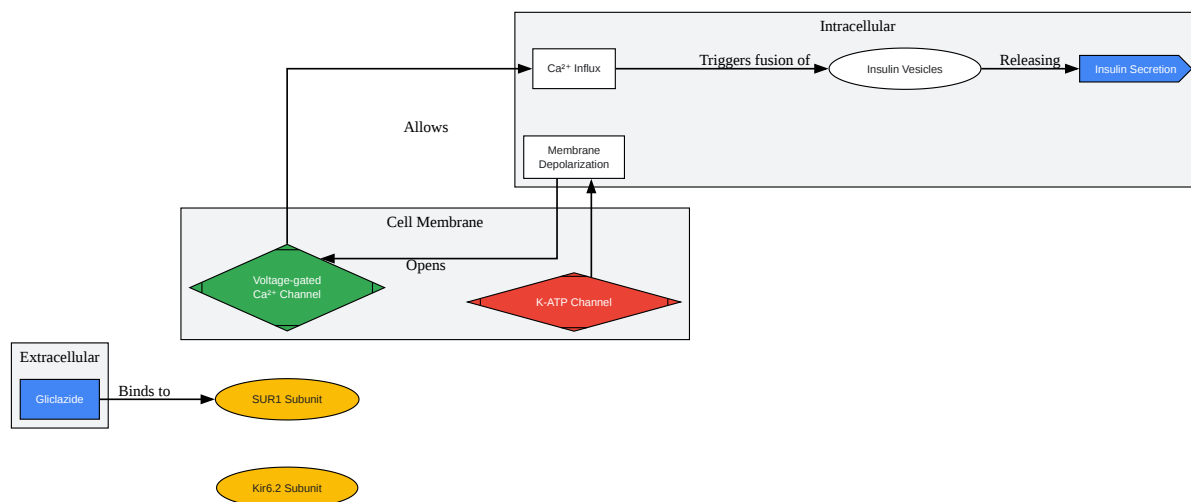 Intracellular
Ca²⁺ Influx
Triggers fusion of
Insulin Vesicles
Releasing
Insulin Secretion
Allows
Membrane
Depolarization
Cell Membrane
Opens
Voltage-gated
Ca²⁺ Channel
K-ATP Channel
Extracellular
Gliclazide
Binds to
SUR1 Subunit
Kir6.2 Subunit